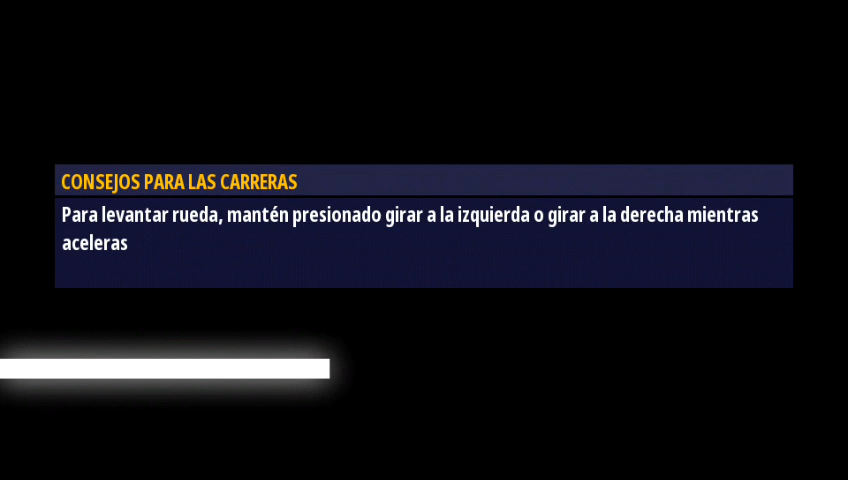 CONSEJOS PARA LAS CARRERAS
Para levantar rueda, mantén presionado girar a la izquierda o girar a la derecha mientras
aceleras